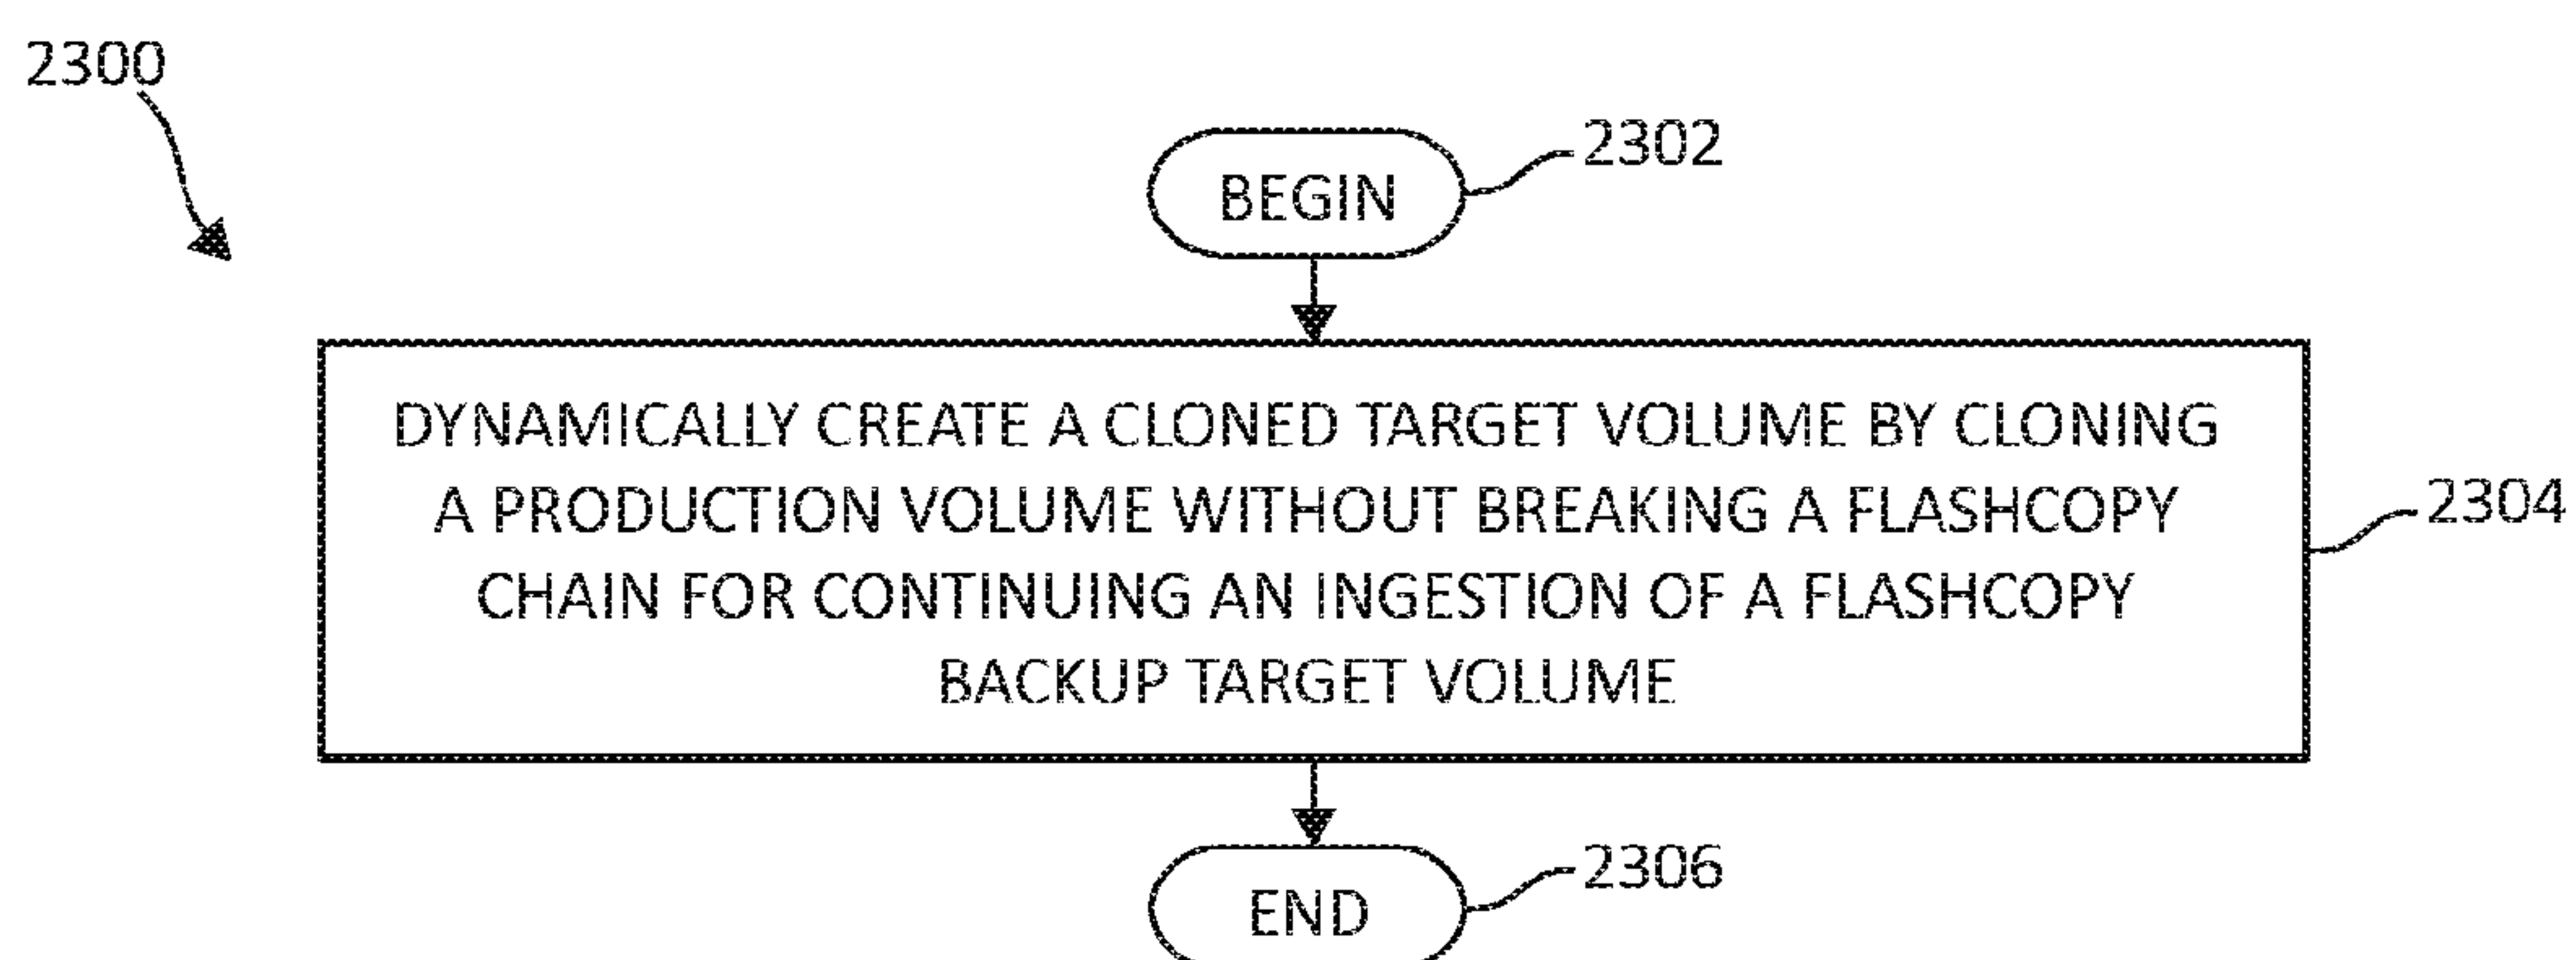 2300
2302
BEGIN
DYNAMICALLY CREATE A CLONED TARGET VOLUME BY CLONING
A PRODUCTION VOLUME WITHOUT BREAKING A FLASHCOPY
CHAIN FOR CONTINUING AN INGESTION OF A FLASHCOPY
BACKUP TARGET VOLUME
2304
2306
END